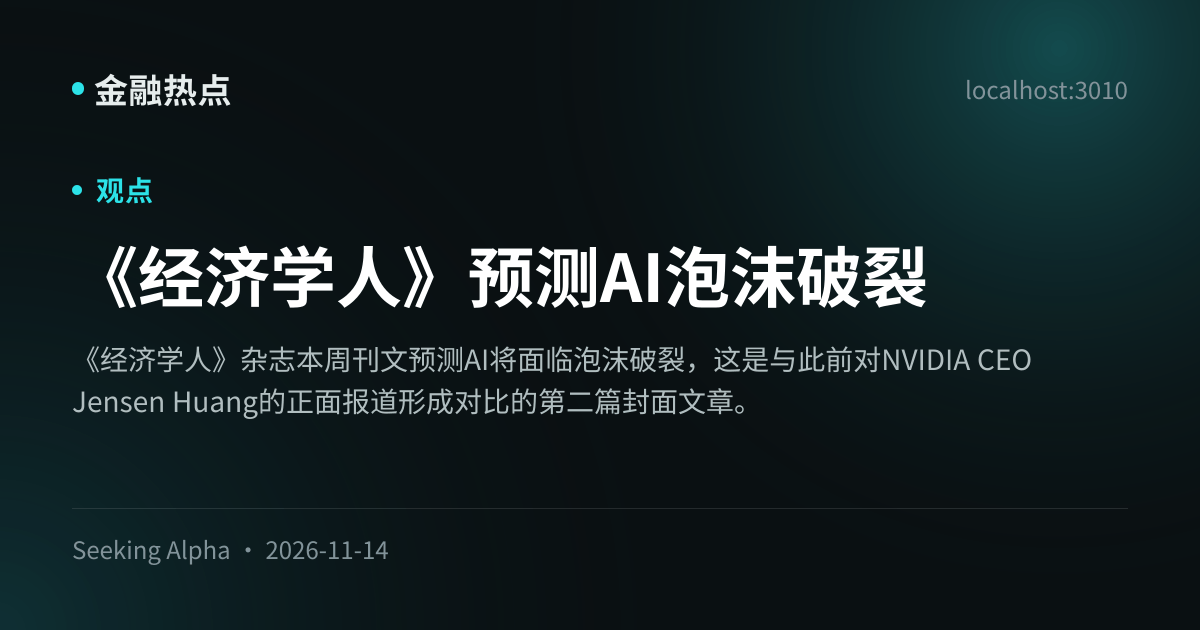 金融热点
localhost:3010
观点
《经济学人》预测AI泡沫破裂
《经济学人》杂志本周刊文预测AI将面临泡沫破裂，这是与此前对NVIDIA CEO
Jensen Huang的正面报道形成对比的第二篇封面文章。
Seeking Alpha · 2026-11-14